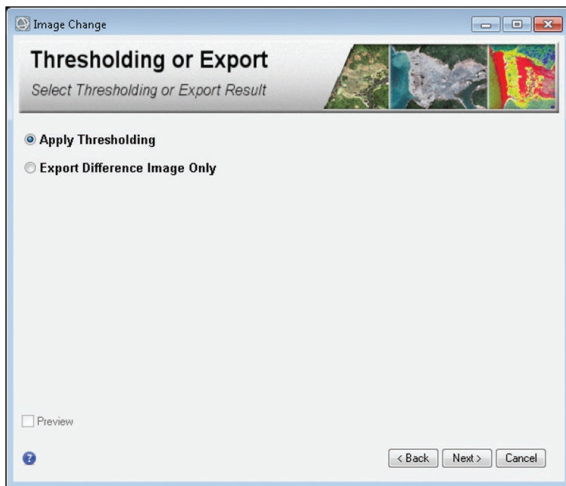 Image Change
Thresholding or Export
Select Thresholding or Export Result
Apply Thresholding
Export Difference Image Only
Preview
?
< Back
Next >
Cancel